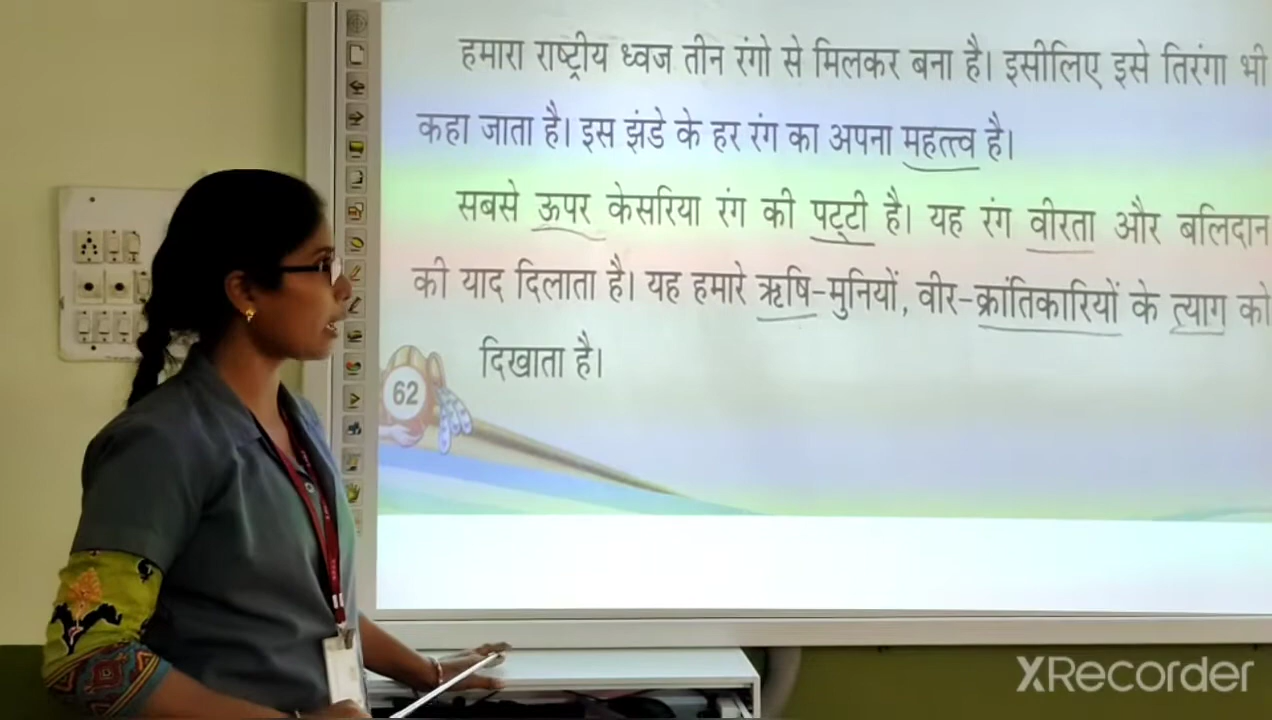 हमारा राष्ट्रीय ध्वज तीन रंगो से मिलकर बना है। इसीलिए इसे तिरंगा भी
कहा जाता है। इस झंडे के हर रंग का अपना महत्त्व है।
सबसे ऊपर केसरिया रंग की पट्टी है। यह रंग वीरता और बलिदान
की याद दिलाता है। यह हमारे ऋषि-मुनियों, वीर-क्रांतिकारियों के त्याग को
दिखाता है।
62
XRecorder